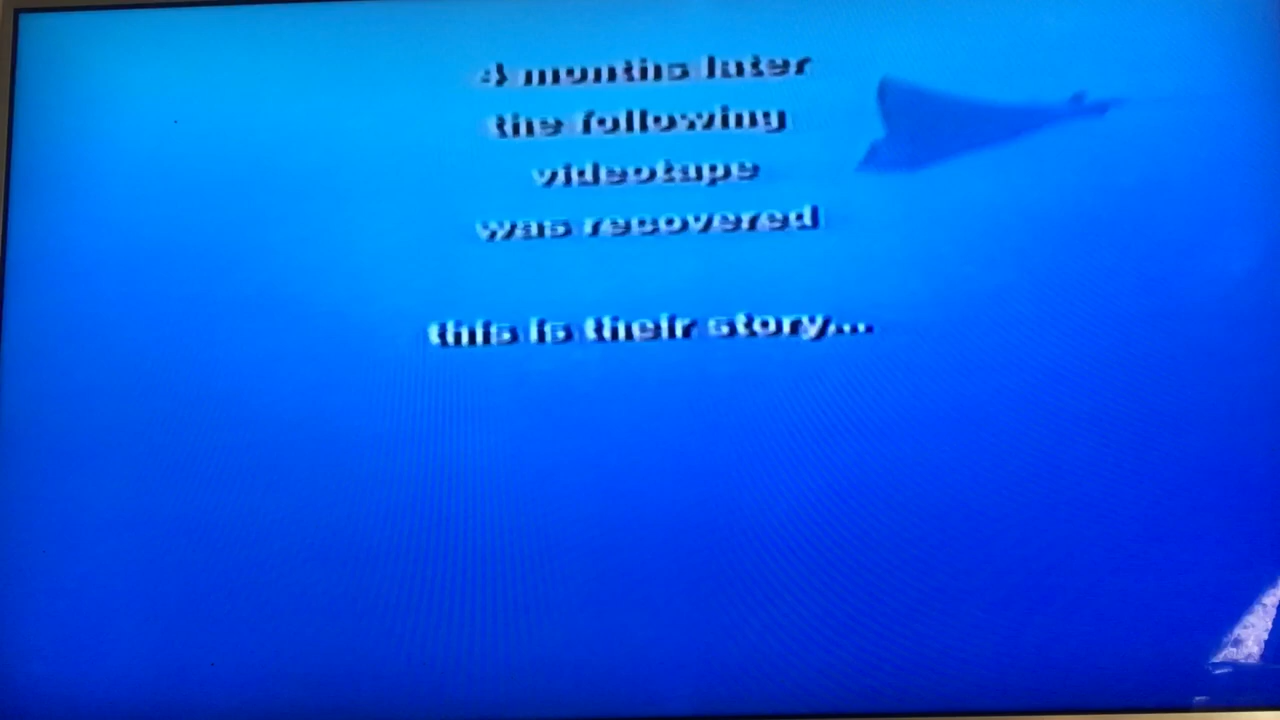 4 months later
the following
videotape
was recovered
this is their story...